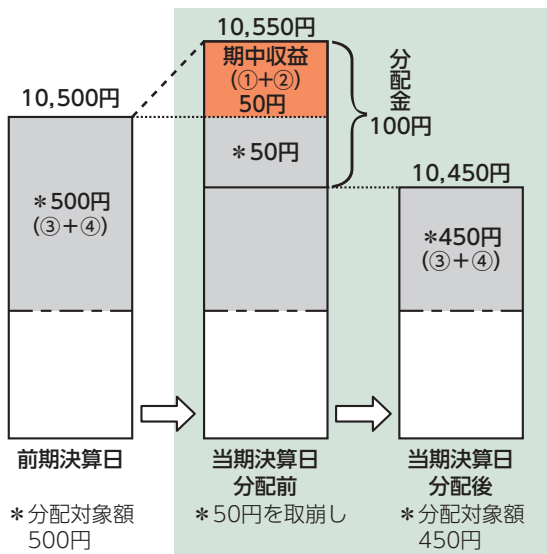 10,500円
＊500円
(③＋④)
前期決算日
＊分配対象額
500円
10,550円
期中収益
(①＋②)
50円
＊50円
分配金
100円
当期決算日
分配前
＊50円を取崩し
10,450円
＊450円
(③＋④)
当期決算日
分配後
＊分配対象額
450円